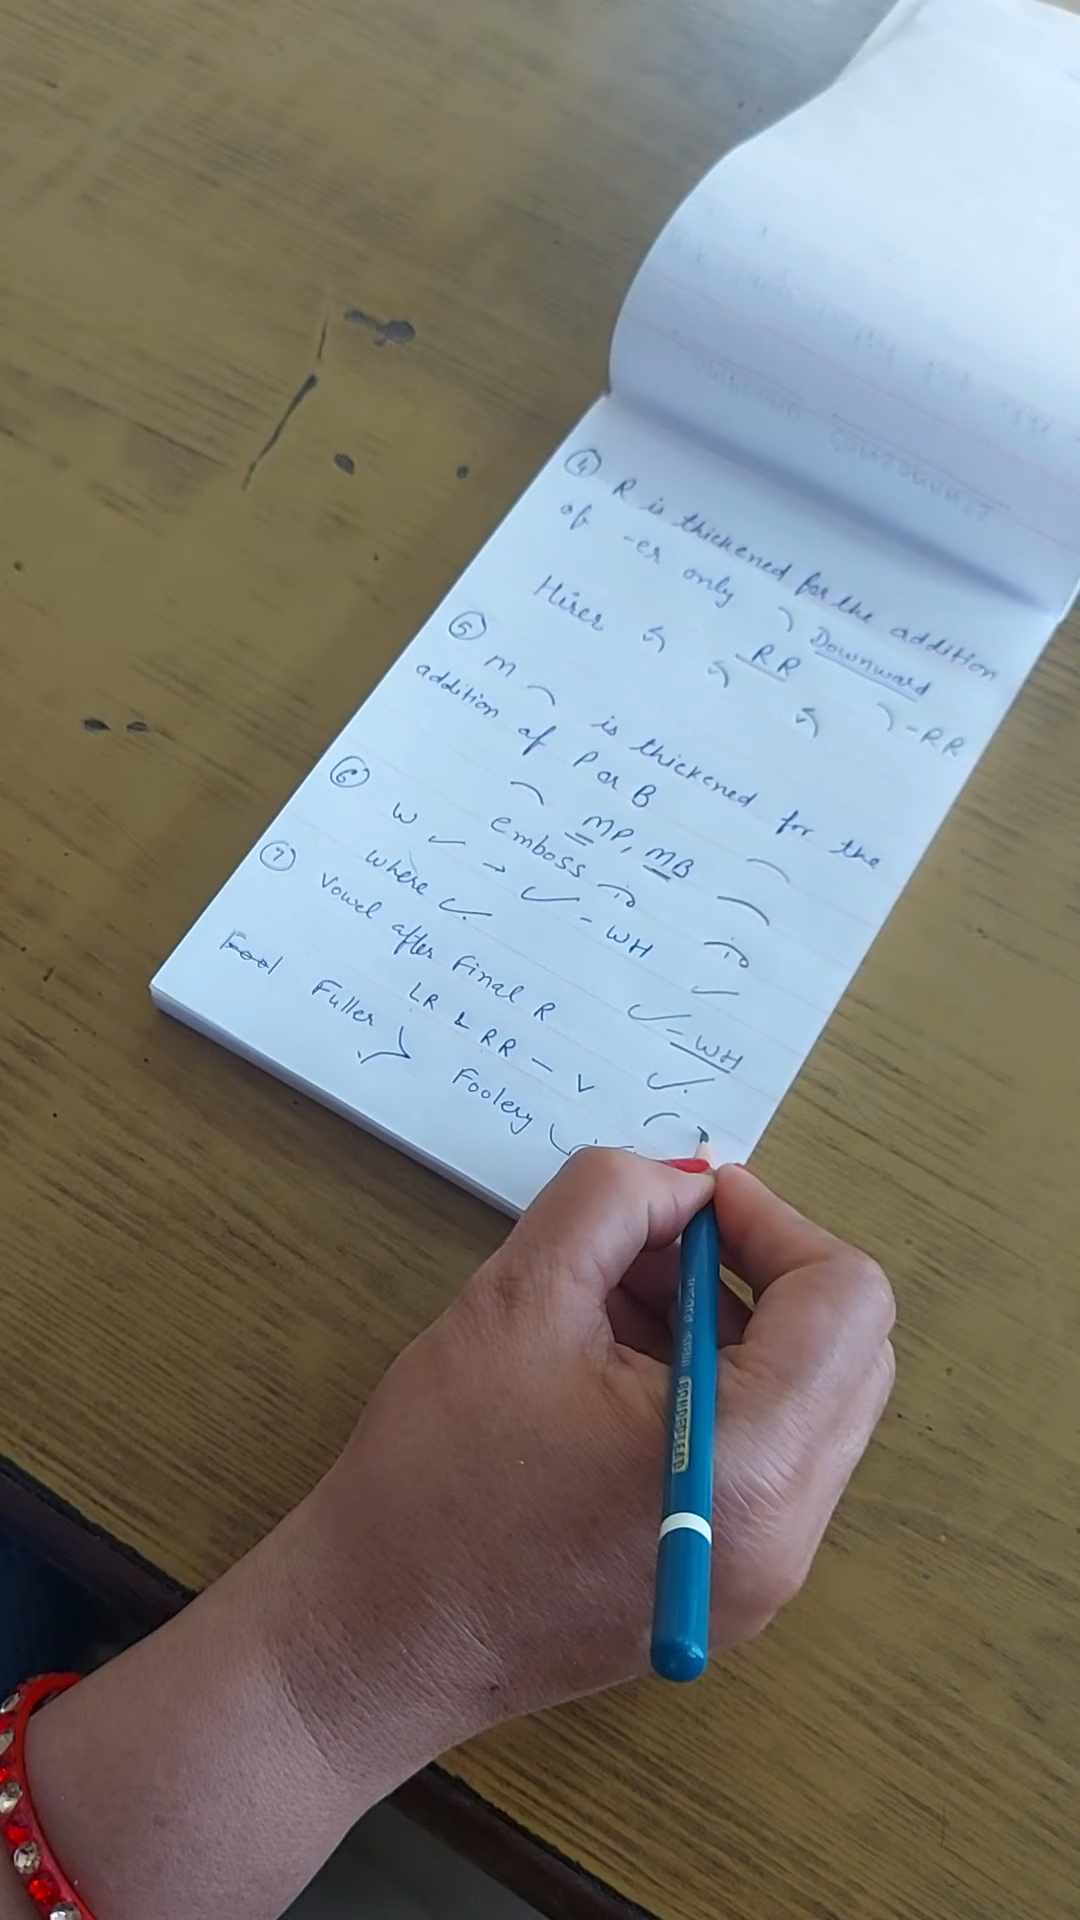 ④ R is thickened for the addition
of -er only Downward
Hirer RR -RR
⑤ M is thickened for the
addition of P or B
MP, MB
emboss
⑥ W → - WH
where - WH
⑦ Vowel after Final R
LR & RR - V
Fool Fuller Foolery